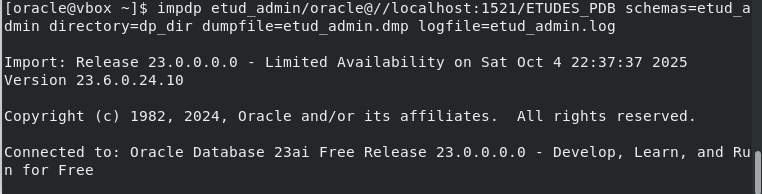 [oracle@vbox ~]$ impdp etud_admin/oracle@//localhost:1521/ETUDES_PDB schemas=etud_a
dmin directory=dp_dir dumpfile=etud_admin.dmp logfile=etud_admin.log
Import: Release 23.0.0.0.0 - Limited Availability on Sat Oct 4 22:37:37 2025
Version 23.6.0.24.10
Copyright (c) 1982, 2024, Oracle and/or its affiliates.  All rights reserved.
Connected to: Oracle Database 23ai Free Release 23.0.0.0.0 - Develop, Learn, and Ru
n for Free